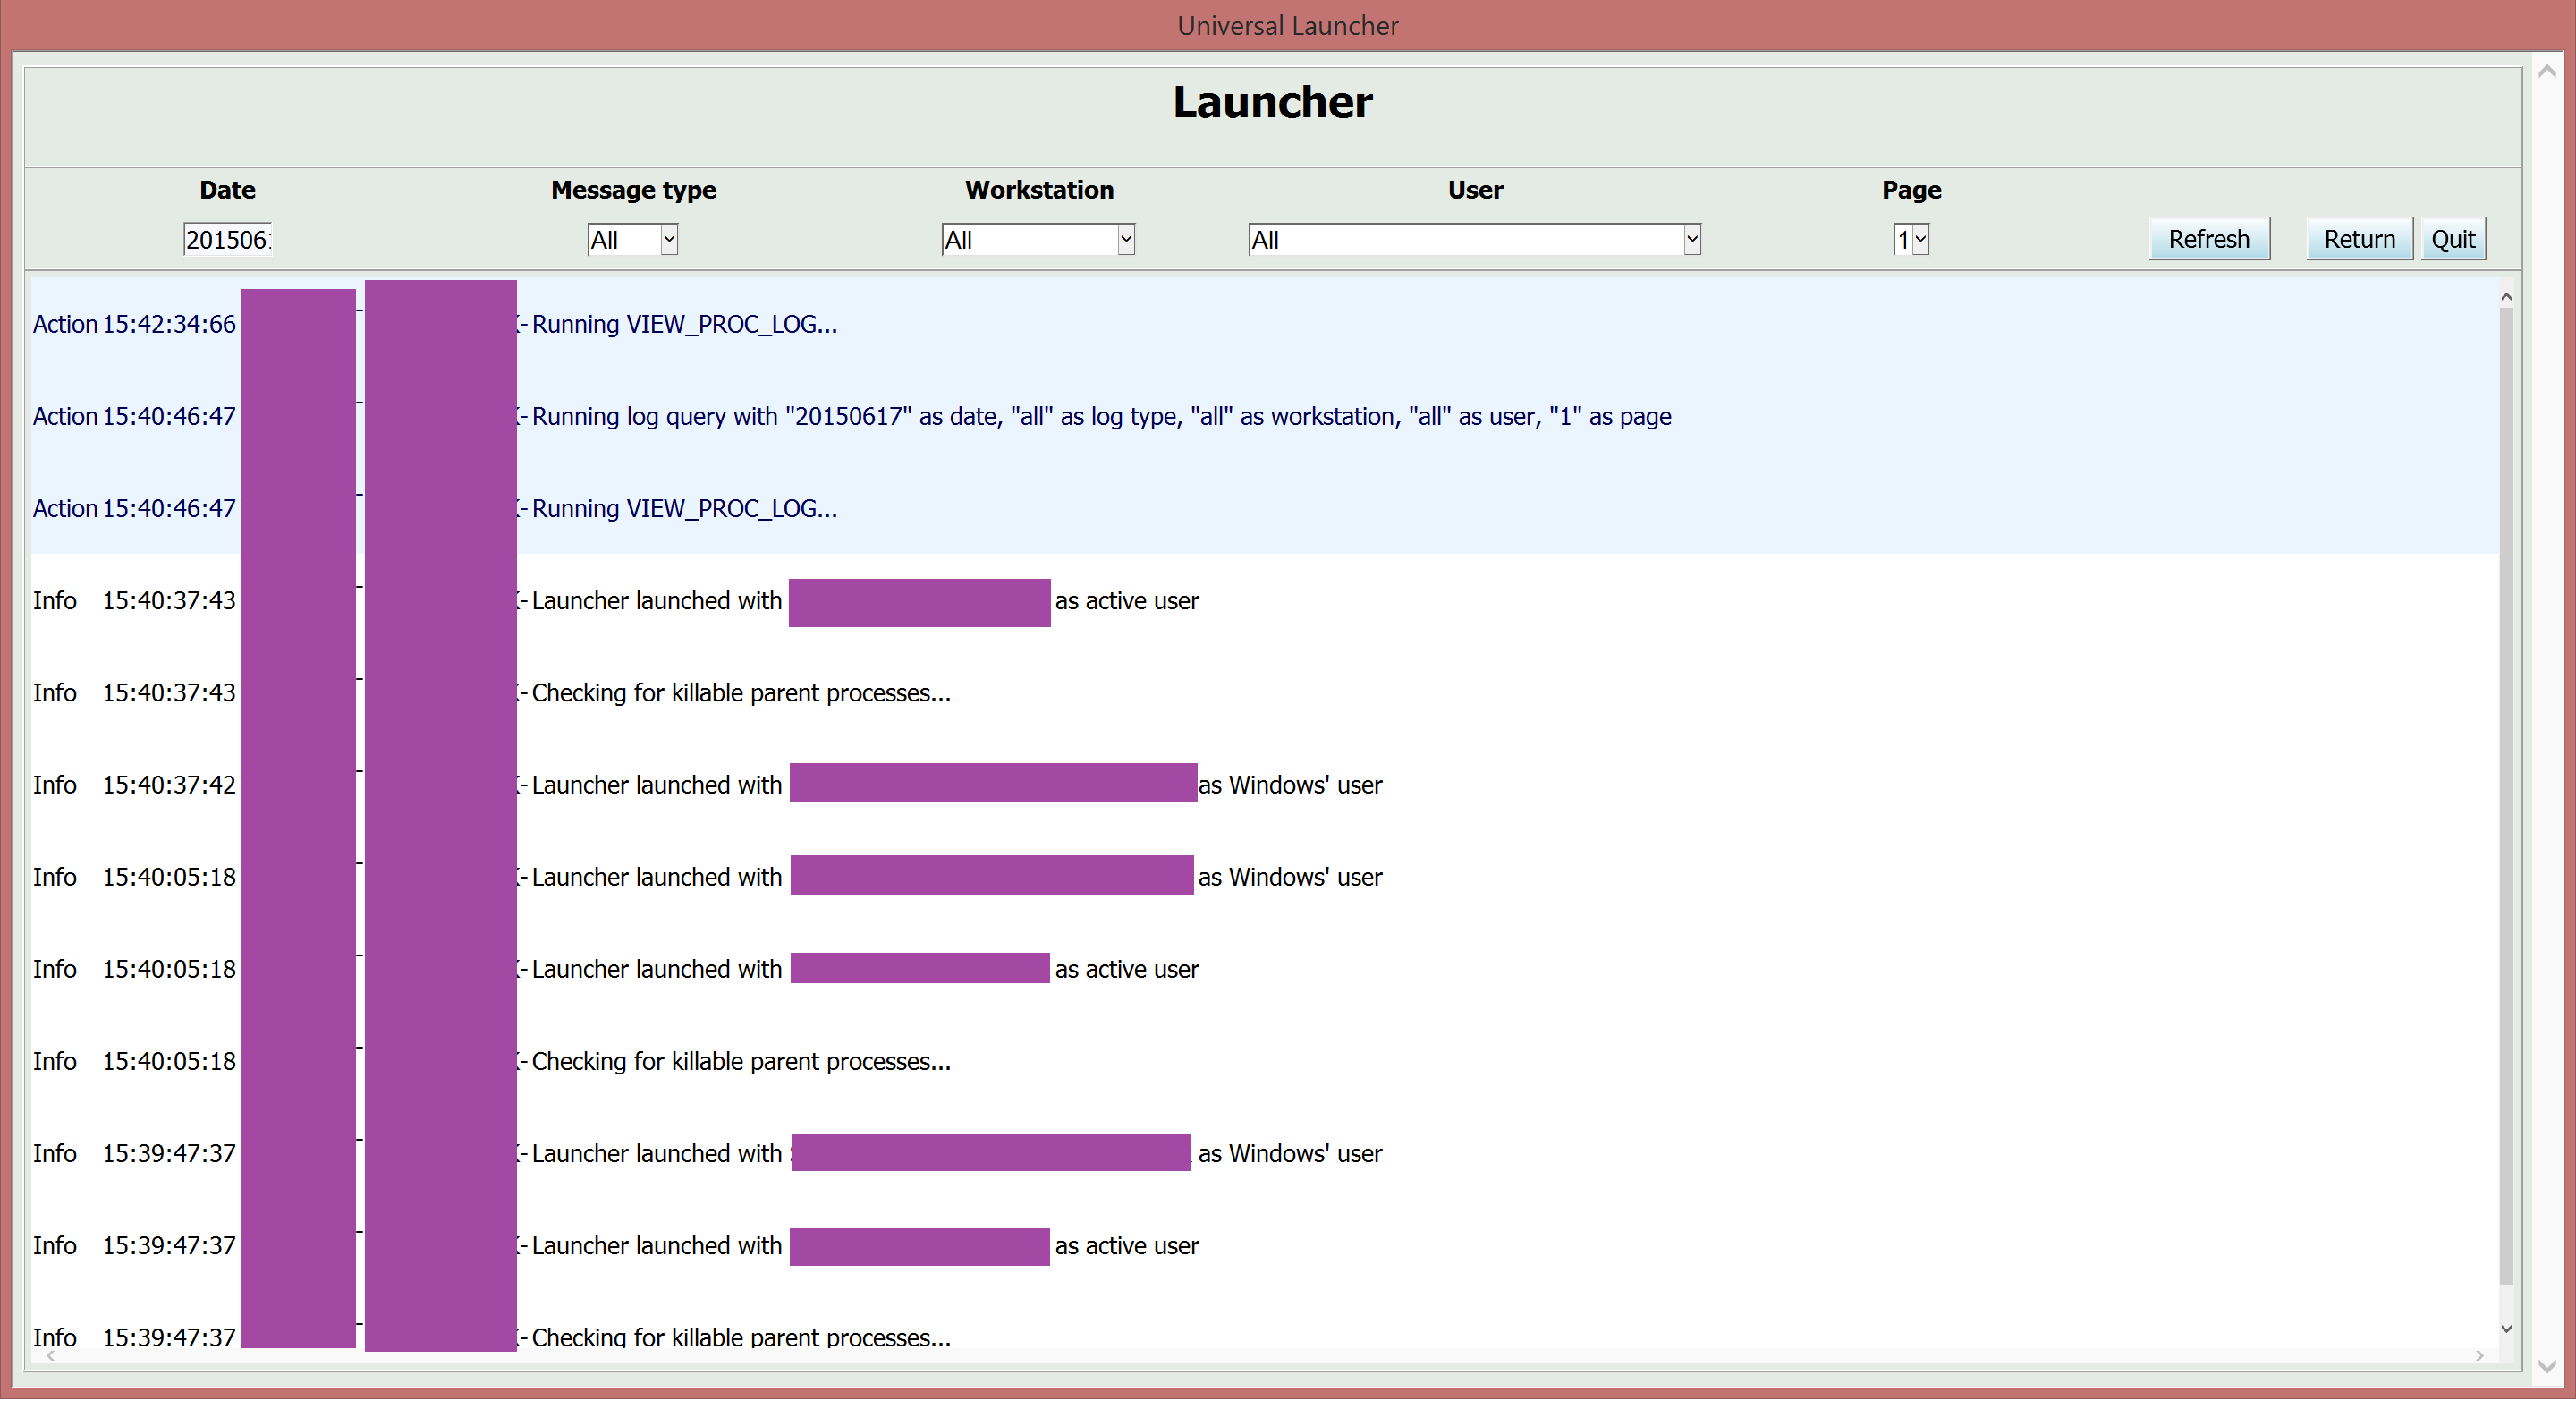 Universal Launcher
Launcher
Date Message type Workstation User Page
201506 All All All 1 Refresh Return Quit
Action 15:42:34:66 - - Running VIEW_PROC_LOG...
Action 15:40:46:47 - - Running log query with "20150617" as date, "all" as log type, "all" as workstation, "all" as user, "1" as page
Action 15:40:46:47 - - Running VIEW_PROC_LOG...
Info 15:40:37:43 - - Launcher launched with as active user
Info 15:40:37:43 - - Checking for killable parent processes...
Info 15:40:37:42 - - Launcher launched with as Windows' user
Info 15:40:05:18 - - Launcher launched with as Windows' user
Info 15:40:05:18 - - Launcher launched with as active user
Info 15:40:05:18 - - Checking for killable parent processes...
Info 15:39:47:37 - - Launcher launched with as Windows' user
Info 15:39:47:37 - - Launcher launched with as active user
Info 15:39:47:37 - - Checking for killable parent processes...